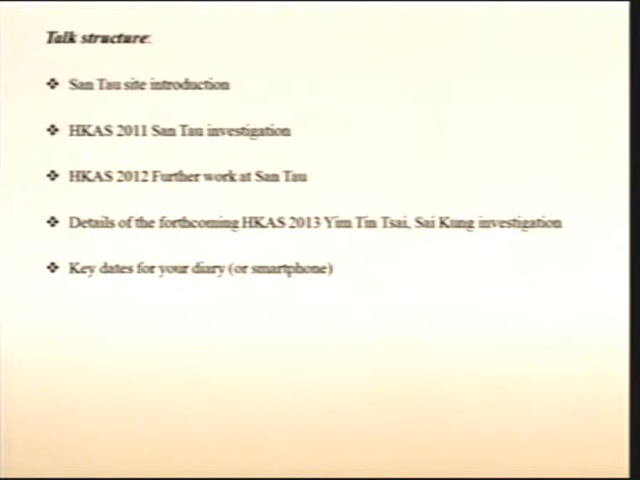 Talk structure:
❖ San Tau site introduction
❖ HKAS 2011 San Tau investigation
❖ HKAS 2012 Further work at San Tau
❖ Details of the forthcoming HKAS 2013 Yim Tin Tsai, Sai Kung investigation
❖ Key dates for your diary (or smartphone)